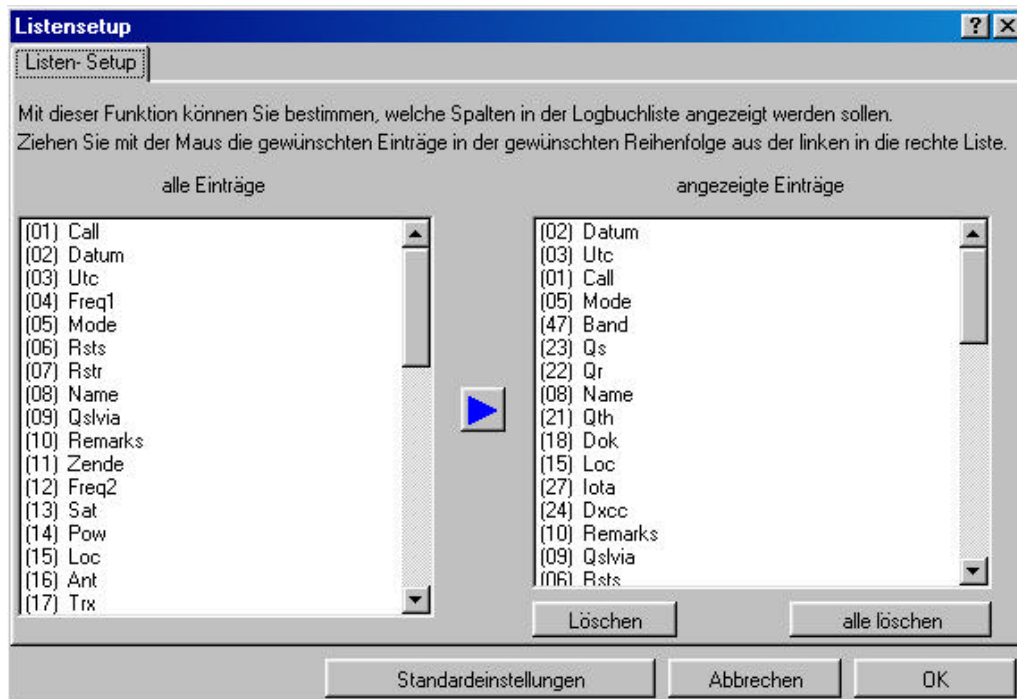 Listensetup
Listen- Setup
Mit dieser Funktion können Sie bestimmen, welche Spalten in der Logbuchliste angezeigt werden sollen.
Ziehen Sie mit der Maus die gewünschten Einträge in der gewünschten Reihenfolge aus der linken in die rechte Liste.
alle Einträge
(01) Call
(02) Datum
(03) Utc
(04) Freq1
(05) Mode
(06) Rsts
(07) Rstr
(08) Name
(09) Qslvia
(10) Remarks
(11) Zende
(12) Freq2
(13) Sat
(14) Pow
(15) Loc
(16) Ant
(17) Trx
angezeigte Einträge
(02) Datum
(03) Utc
(01) Call
(05) Mode
(47) Band
(23) Qs
(22) Qr
(08) Name
(21) Qth
(18) Dok
(15) Loc
(27) Iota
(24) Dxcc
(10) Remarks
(09) Qslvia
(06) Rsts
Löschen
alle löschen
Standardeinstellungen
Abbrechen
OK